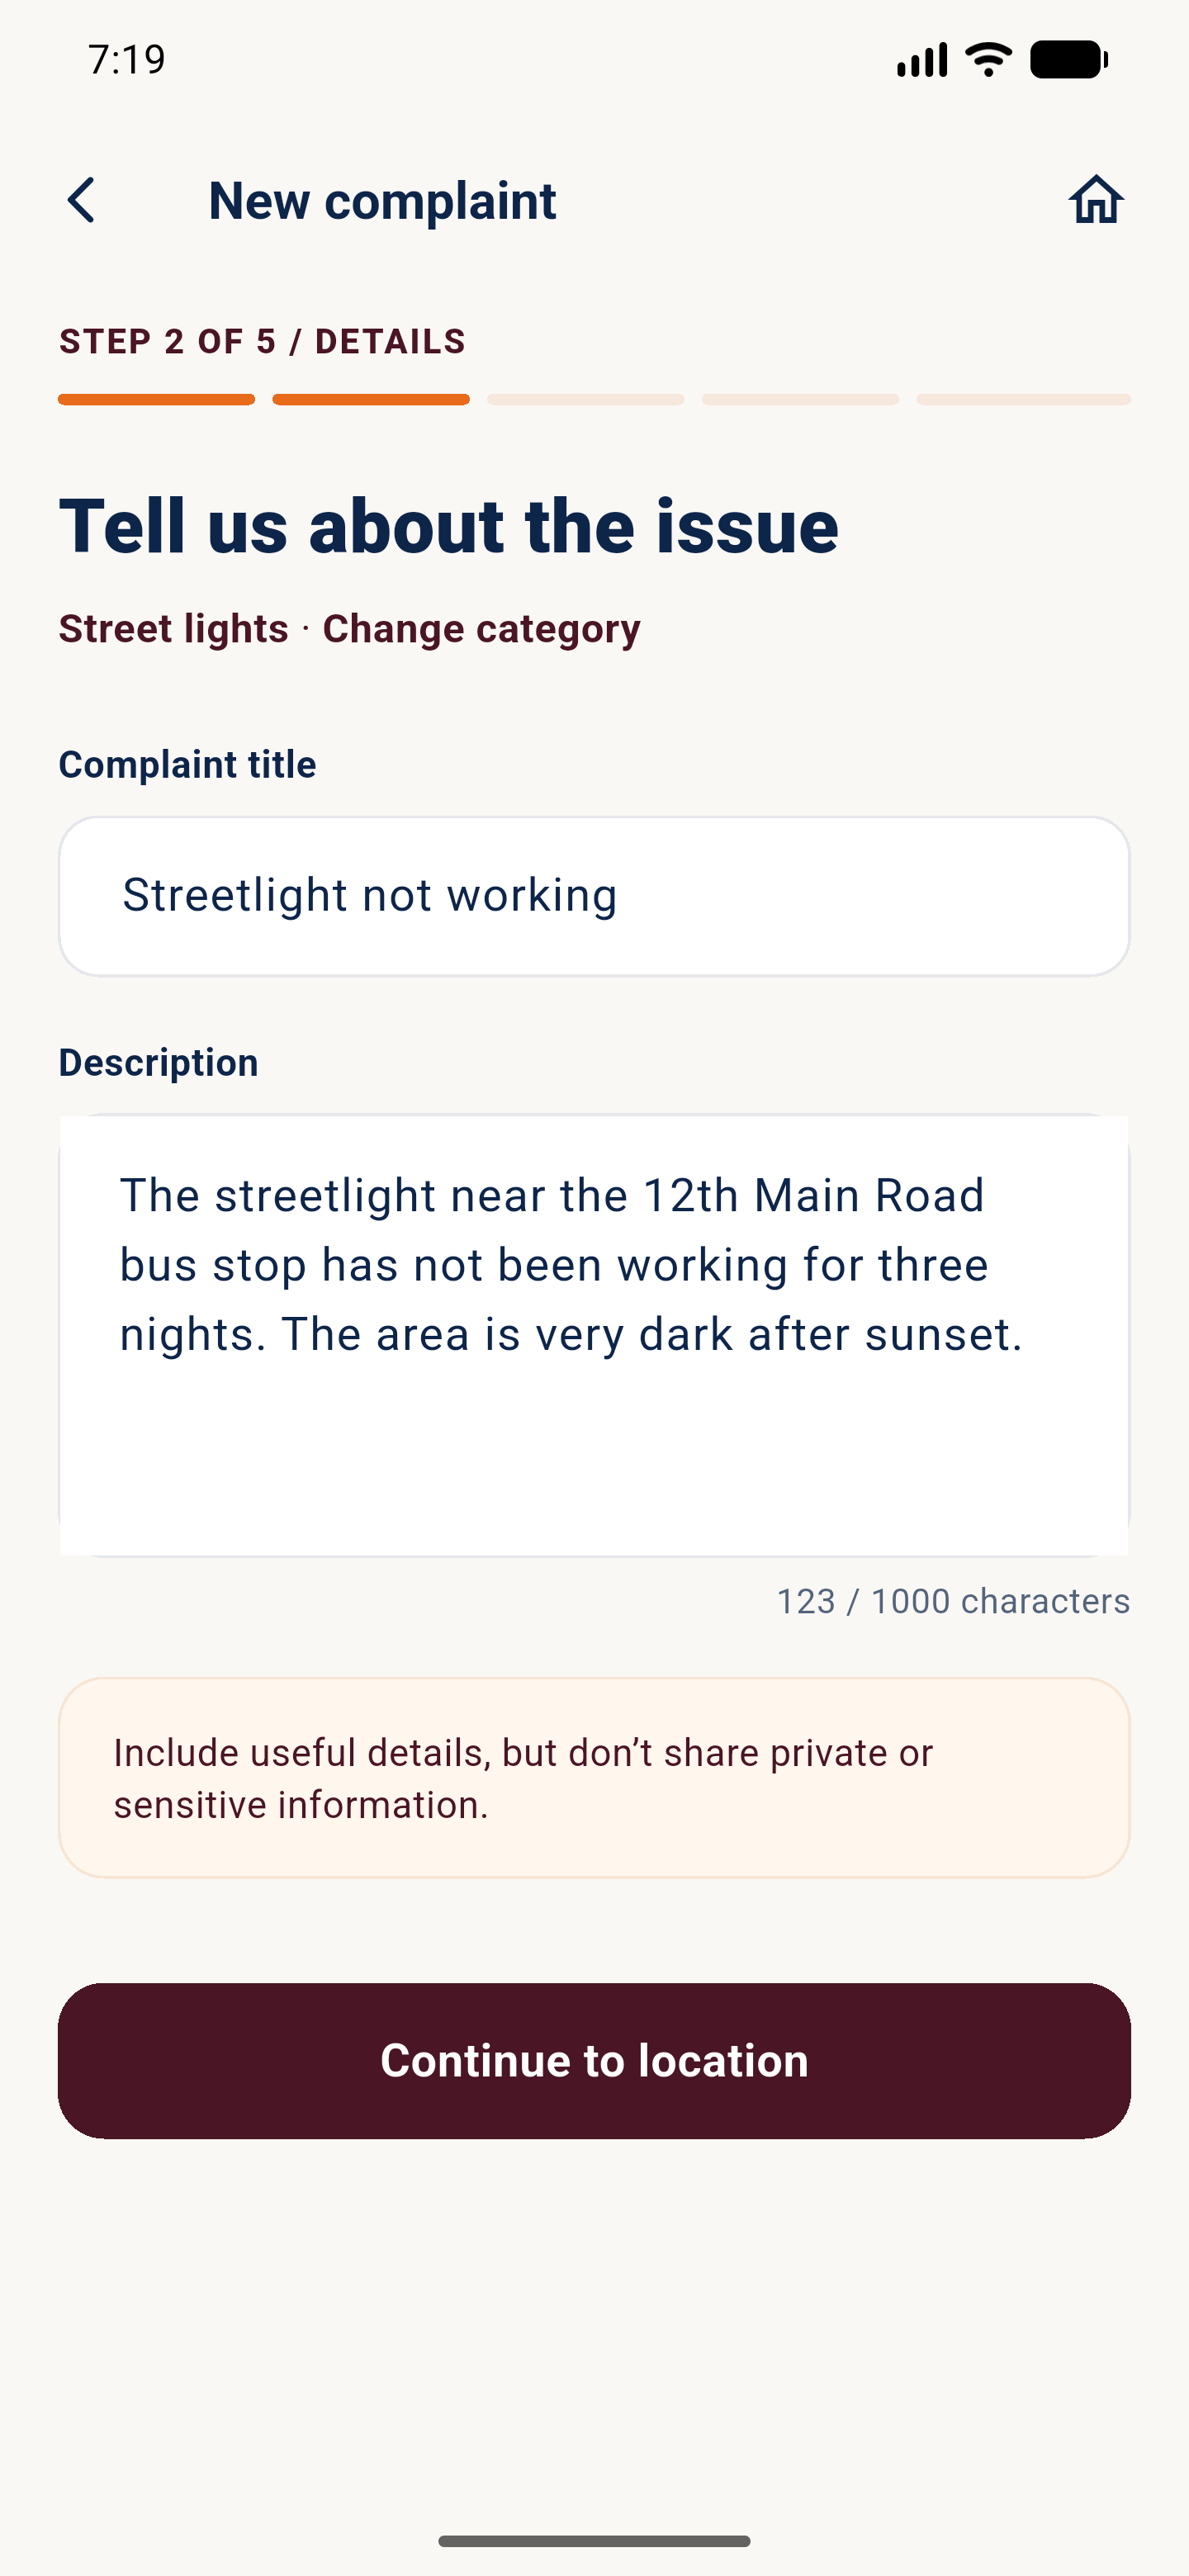 7:19
New complaint
STEP 2 OF 5 / DETAILS
Tell us about the issue
Street lights · Change category
Complaint title
Streetlight not working
Description
The streetlight near the 12th Main Road
bus stop has not been working for three
nights. The area is very dark after sunset.
123 / 1000 characters
Include useful details, but don’t share private or
sensitive information.
Continue to location